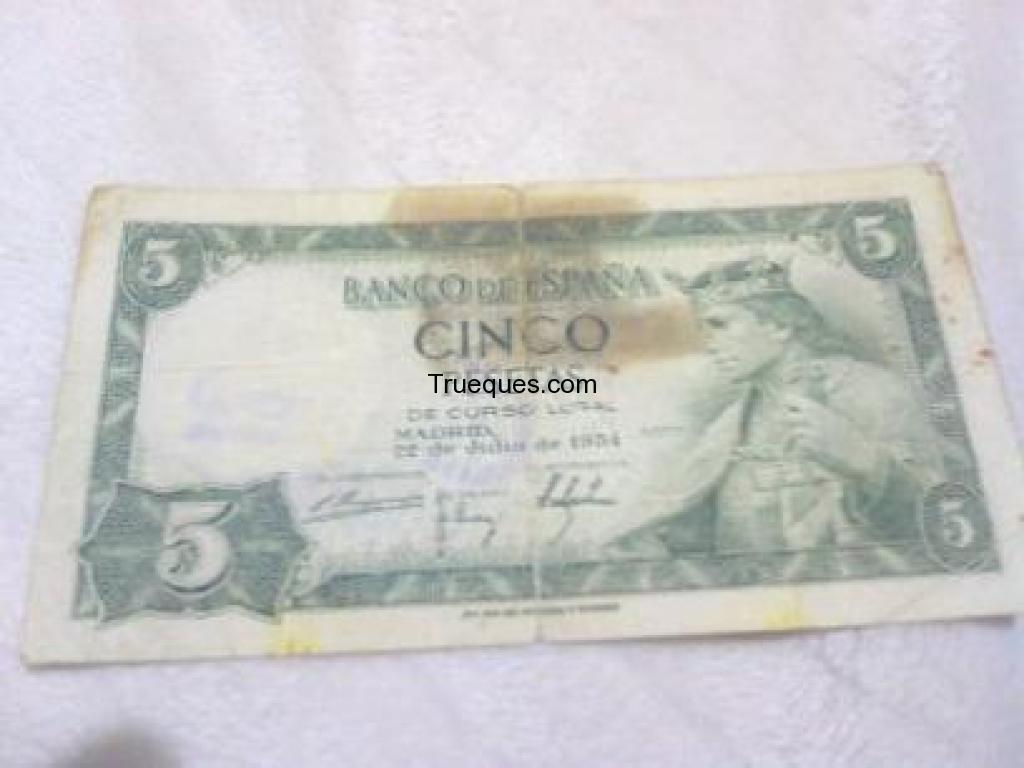 5
5
BANCO DE ESPAÑA
CINCO
PESETAS
Trueques.com
DE CURSO LEGAL
MADRID,
22 de Julio de 1954
5
5